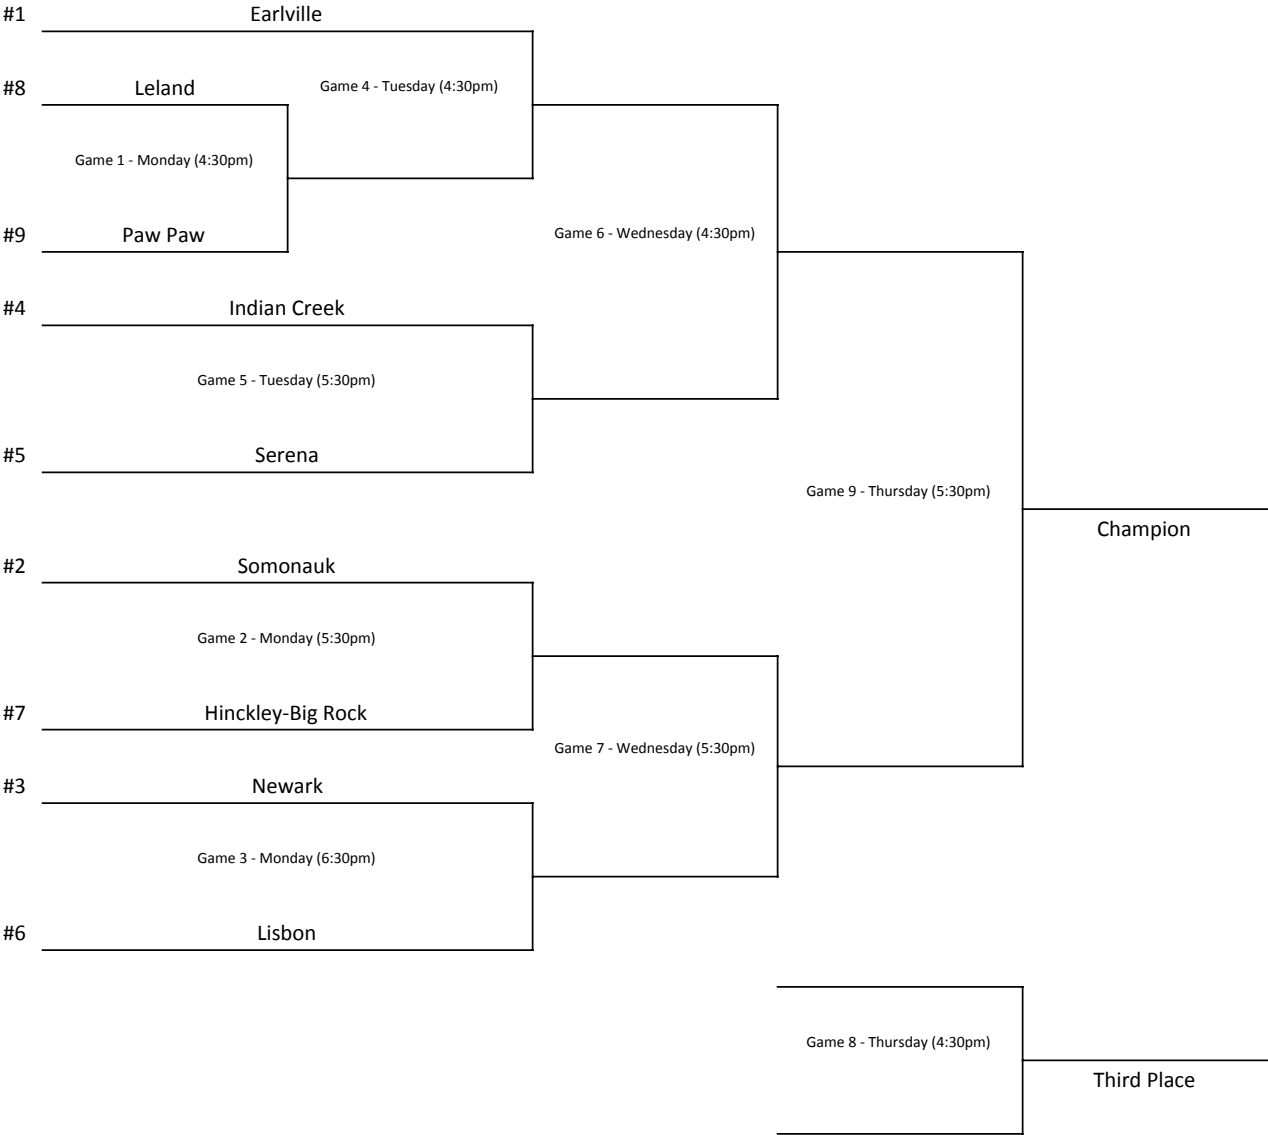 #1 Earlville
#8 Leland
Game 4 - Tuesday (4:30pm)
Game 1 - Monday (4:30pm)
#9 Paw Paw
Game 6 - Wednesday (4:30pm)
#4 Indian Creek
Game 5 - Tuesday (5:30pm)
#5 Serena
Game 9 - Thursday (5:30pm)
Champion
#2 Somonauk
Game 2 - Monday (5:30pm)
#7 Hinckley-Big Rock
Game 7 - Wednesday (5:30pm)
#3 Newark
Game 3 - Monday (6:30pm)
#6 Lisbon
Game 8 - Thursday (4:30pm)
Third Place